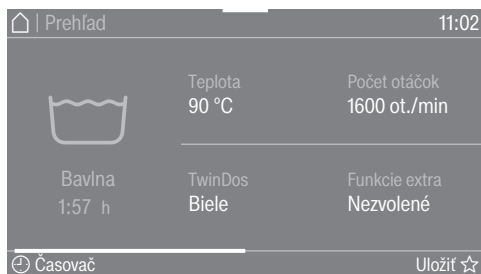 | Prehľad 11:02
Teplota Počet otáčok
90 °C 1600 ot./min
Bavlna TwinDos Funkcie extra
1:57 h Biele Nezvolené
Časovač Uložiť